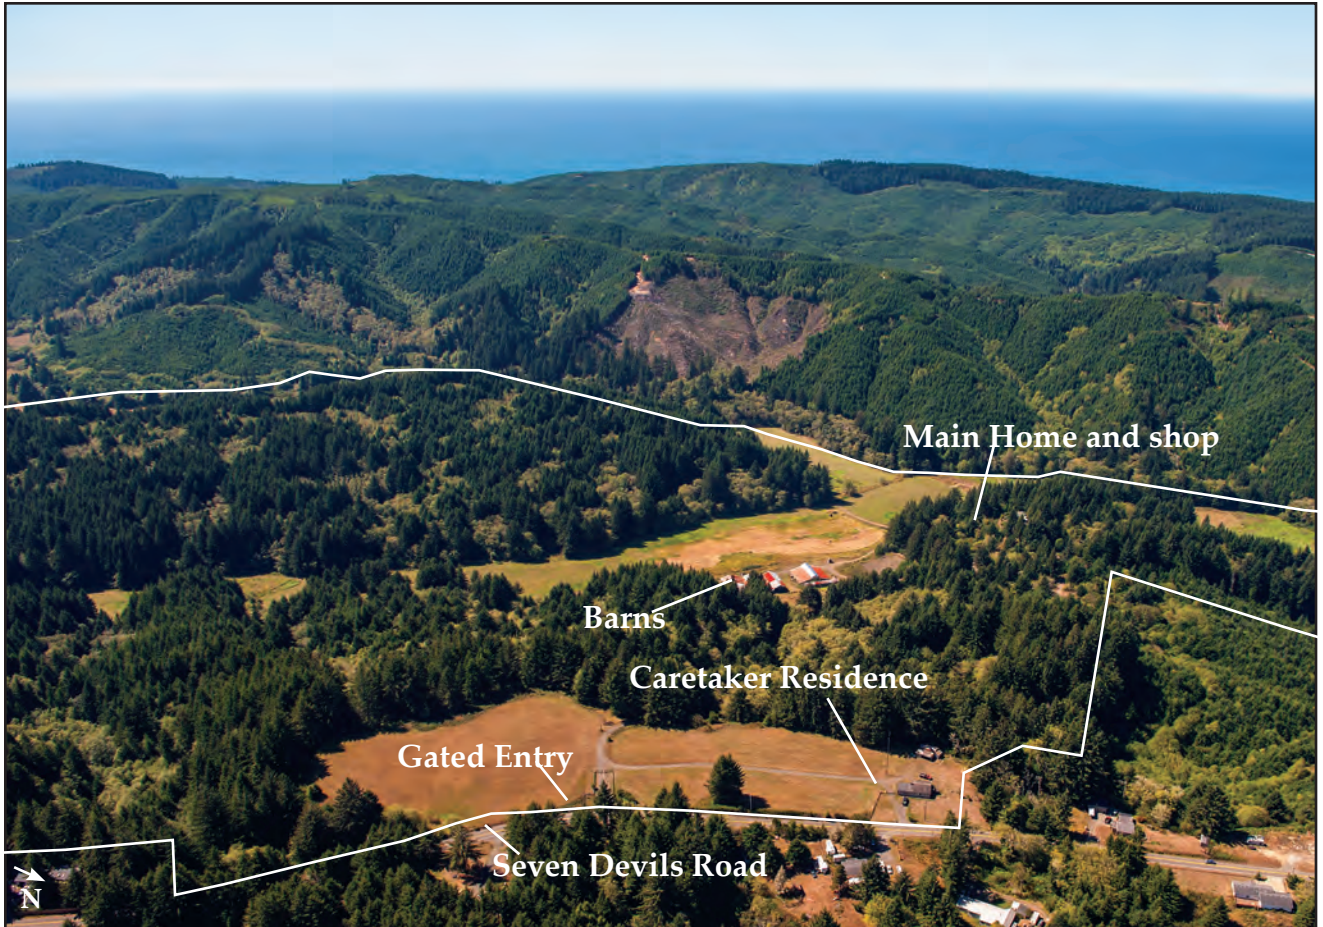 Main Home and shop
Barns
Caretaker Residence
Gated Entry
Seven Devils Road
N